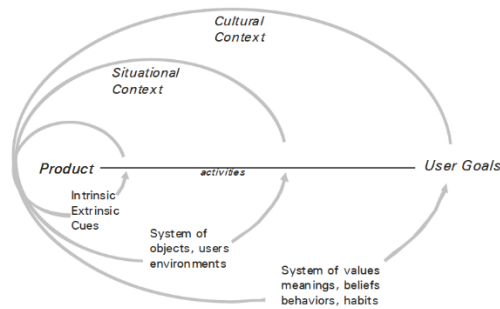 Cultural
Context
Situational
Context
Product
activities
User Goals
Intrinsic
Extrinsic
Cues
System of
objects, users
environments
System of values
meanings, beliefs
behaviors, habits